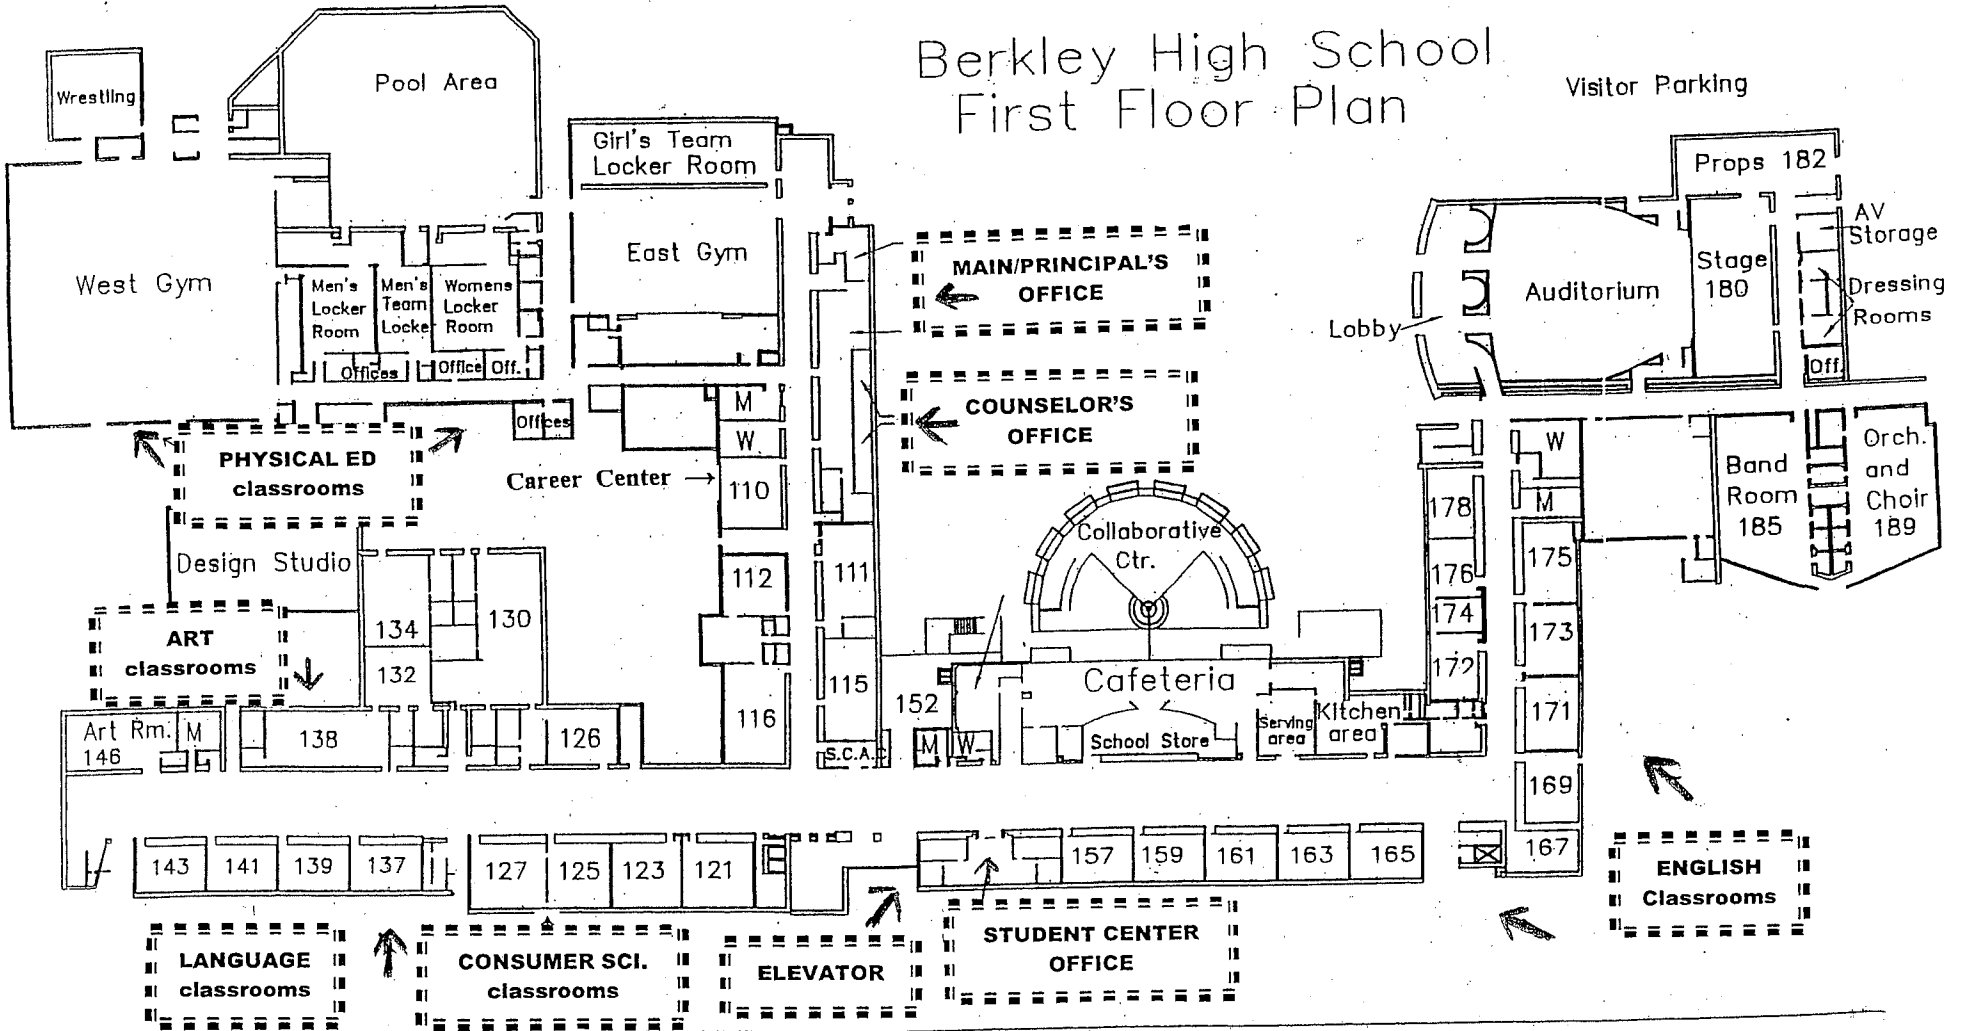 Berkley High School
First Floor Plan
Visitor Parking
Wrestling
Pool Area
Girl's Team
Locker Room
Props 182
AV
Storage
West Gym
East Gym
MAIN/PRINCIPAL'S
OFFICE
Men's
Locker
Room
Men's
Team
Locker
Womens
Locker
Room
Lobby
Auditorium
Stage
180
Dressing
Rooms
Offices
Office
Off.
Off.
Offices
M
W
COUNSELOR'S
OFFICE
PHYSICAL ED
classrooms
Career Center
110
178
W
M
Band
Room
185
Orch.
and
Choir
189
Collaborative
Ctr.
Design Studio
112
111
176
175
134
130
174
173
ART
classrooms
132
115
152
Cafeteria
172
171
Art Rm.
146
M
138
126
116
S.C.A.
M
W
School Store
Serving
area
Kitchen
area
169
143
141
139
137
127
125
123
121
157
159
161
163
165
167
ENGLISH
Classrooms
LANGUAGE
classrooms
CONSUMER SCI.
classrooms
ELEVATOR
STUDENT CENTER
OFFICE